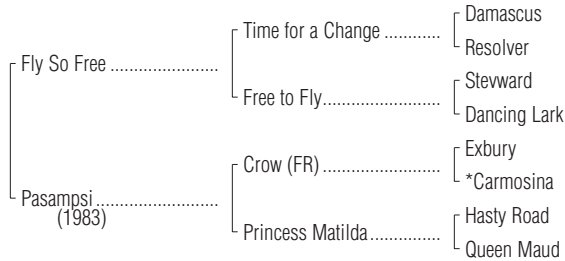 Damascus
Time for a Change ............
Resolver
Fly So Free .......................
Stevward
Free to Fly.........................
Dancing Lark
Exbury
Crow (FR) .........................
*Carmosina
Pasampsi..........................
(1983)
Hasty Road
Princess Matilda...............
Queen Maud